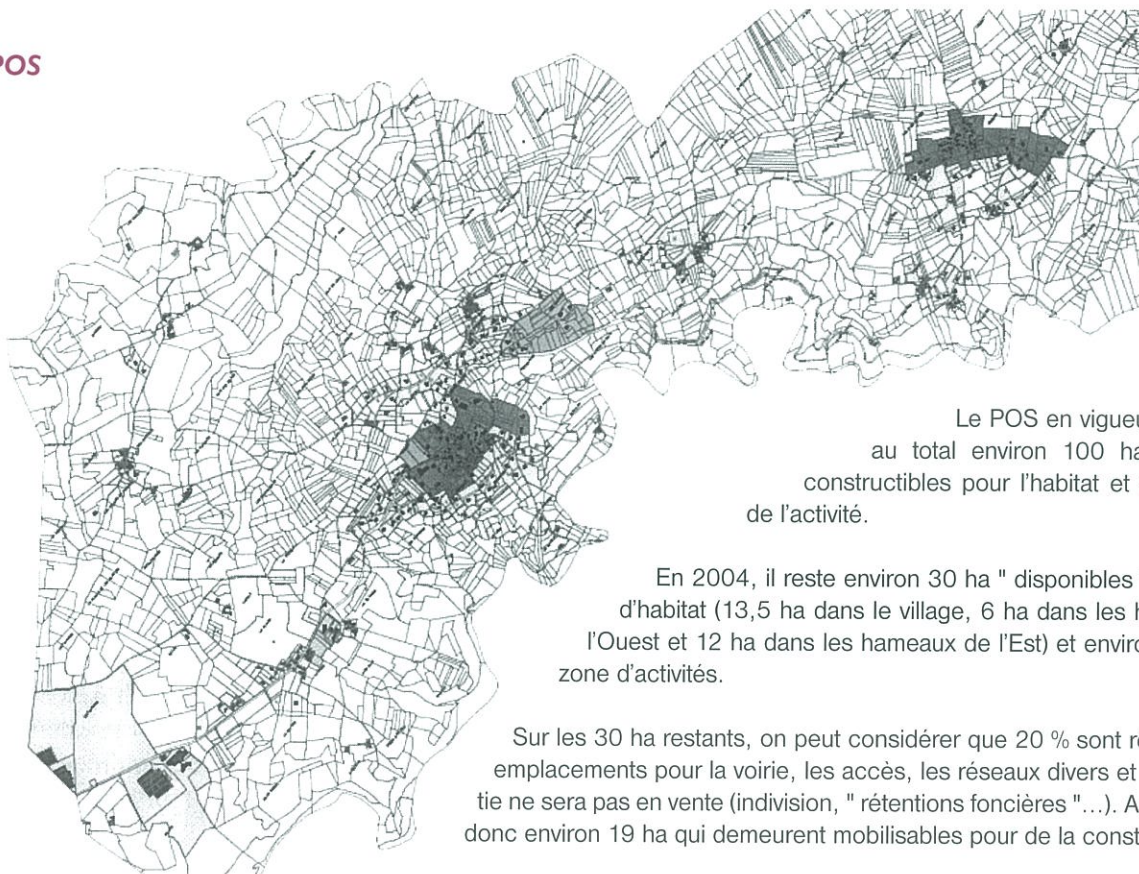 POS
Le POS en vigueu
au total environ 100 ha
constructibles pour l'habitat et
de l'activité.
En 2004, il reste environ 30 ha " disponibles
d'habitat (13,5 ha dans le village, 6 ha dans les h
l'Ouest et 12 ha dans les hameaux de l'Est) et enviro
zone d'activités.
Sur les 30 ha restants, on peut considérer que 20 % sont r
emplacements pour la voirie, les accès, les réseaux divers et
tie ne sera pas en vente (indivision, " rétentions foncières "...). A
donc environ 19 ha qui demeurent mobilisables pour de la const